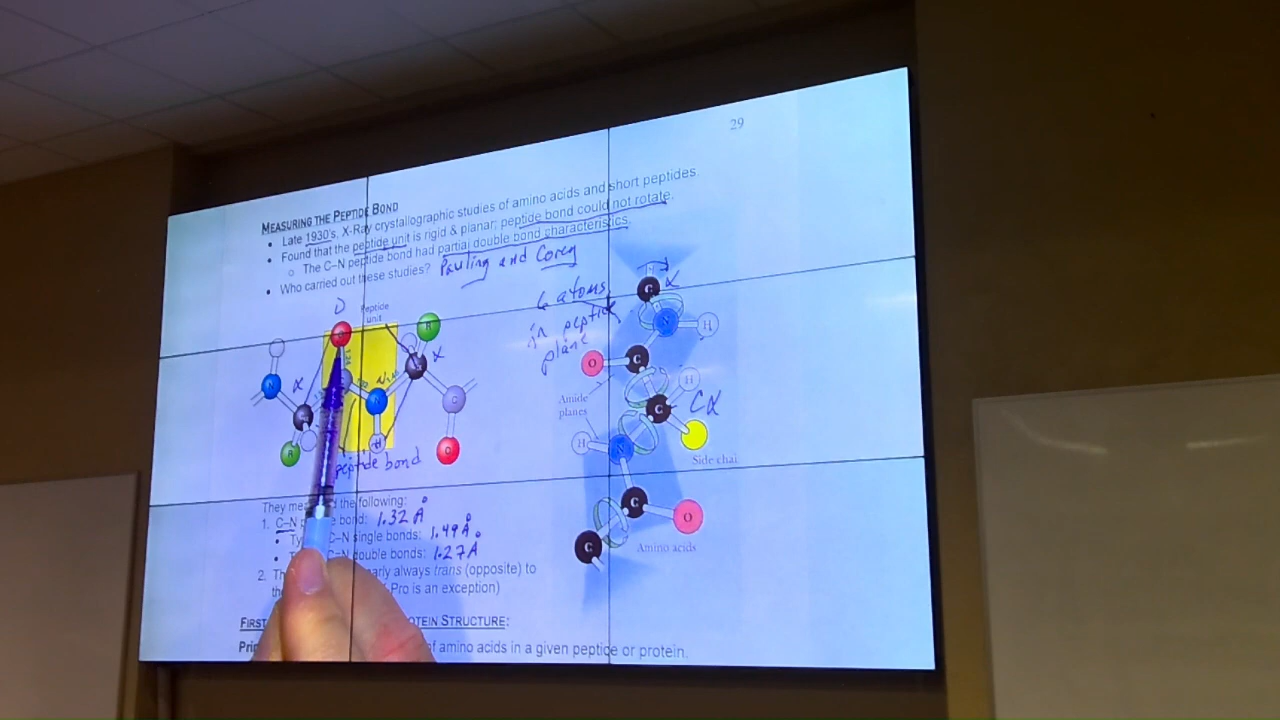 29
MEASURING THE PEPTIDE BOND
• Late 1930's, X-Ray crystallographic studies of amino acids and short peptides.
• Found that the peptide unit is rigid & planar; peptide bond could not rotate.
o The C–N peptide bond had partial double bond characteristics.
• Who carried out these studies? Pauling and Corey
Peptide
unit
N
α
C
R
R
α
C
N
H
C
O
peptide bond
6 atoms
in peptide
plane
H
C
α
N
H
O
C
Amide
planes
H
C
Cα
H
N
Side chai
C
O
C
Amino acids
They me d the following:
1. C–N bond: 1.32 Å
• C–N single bonds: 1.49 Å
• C=N double bonds: 1.27 Å
2. arly always trans (opposite) to
Pro is an exception)
FIRST OTEIN STRUCTURE:
of amino acids in a given peptide or protein.